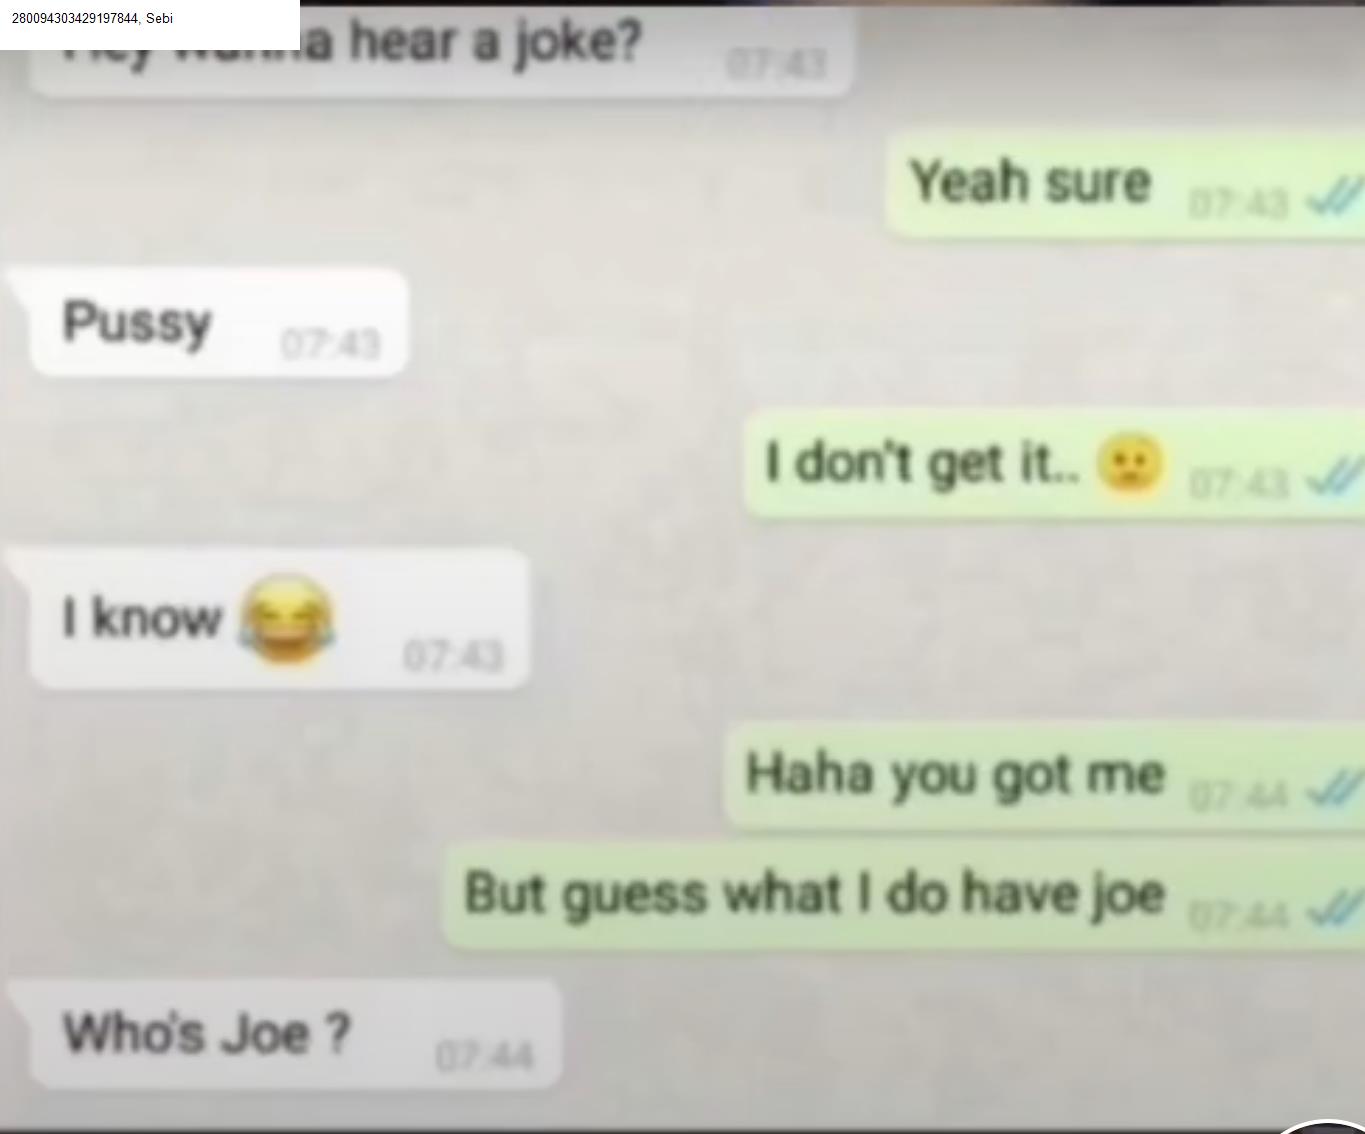 280094303429197844, Sebi
Hey wanna hear a joke? 07:43
Yeah sure 07:43
Pussy 07:43
I don't get it.. 😐 07:43
I know 😂 07:43
Haha you got me 07:44
But guess what I do have joe 07:44
Who's Joe ? 07:44